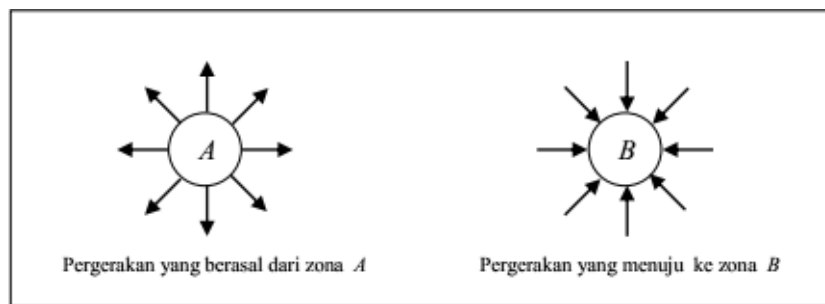 A
B
Pergerakan yang berasal dari zona A
Pergerakan yang menuju ke zona B